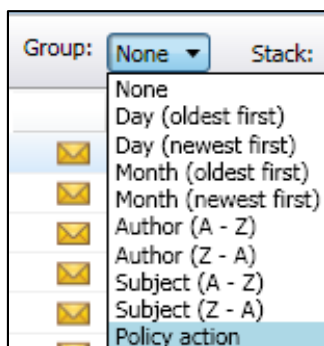 Group: None Stack:
None
Day (oldest first)
Day (newest first)
Month (oldest first)
Month (newest first)
Author (A - Z)
Author (Z - A)
Subject (A - Z)
Subject (Z - A)
Policy action